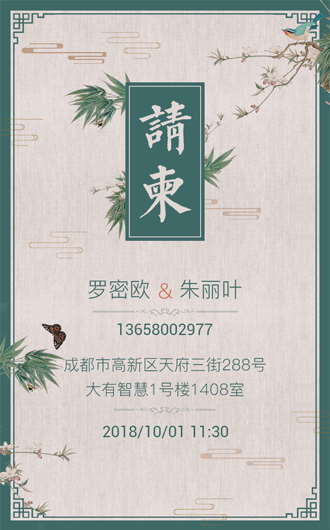 請柬
罗密欧 & 朱丽叶
13658002977
成都市高新区天府三街288号
大有智慧1号楼1408室
2018/10/01 11:30